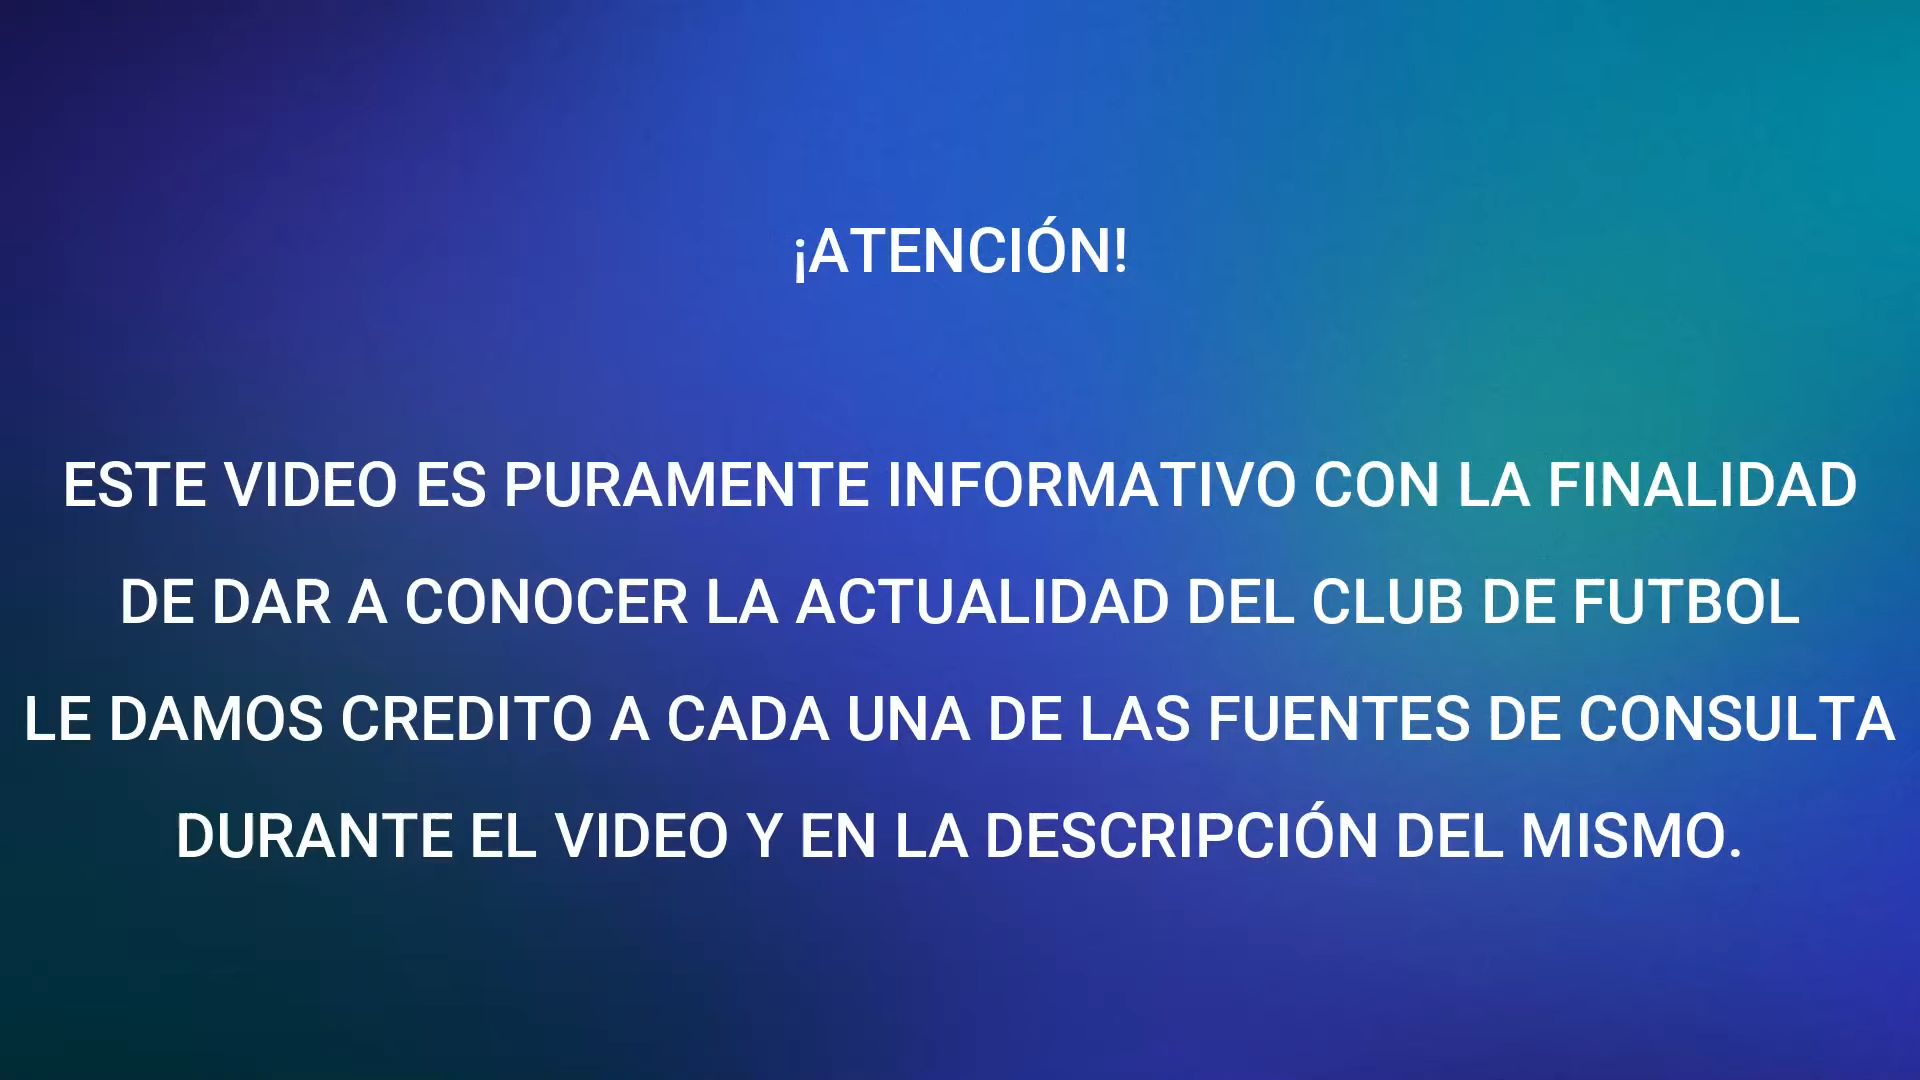 ¡ATENCIÓN!
ESTE VIDEO ES PURAMENTE INFORMATIVO CON LA FINALIDAD
DE DAR A CONOCER LA ACTUALIDAD DEL CLUB DE FUTBOL
LE DAMOS CREDITO A CADA UNA DE LAS FUENTES DE CONSULTA
DURANTE EL VIDEO Y EN LA DESCRIPCIÓN DEL MISMO.